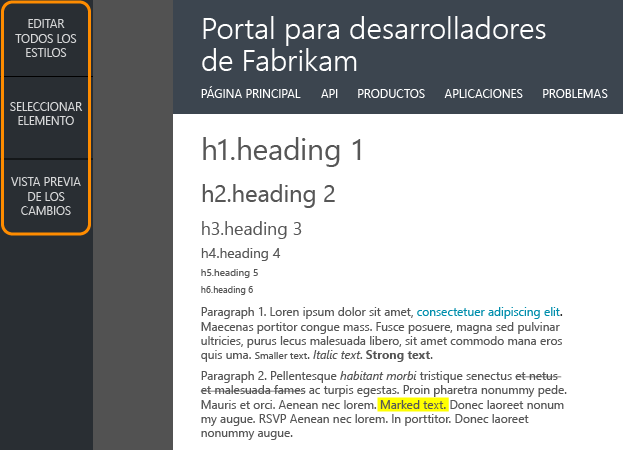 EDITAR
TODOS LOS
ESTILOS
SELECCIONAR
ELEMENTO
VISTA PREVIA
DE LOS
CAMBIOS
Portal para desarrolladores
de Fabrikam
PÁGINA PRINCIPAL API PRODUCTOS APLICACIONES PROBLEMAS
h1.heading 1
h2.heading 2
h3.heading 3
h4.heading 4
h5.heading 5
h6.heading 6
Paragraph 1. Loren ipsum dolor sit amet, consectetuer adipiscing elit.
Maecenas portitor congue mass. Fusce posuere, magna sed pulvinar
ultricies, purus lecus malesuada libero, sit amet commodo mana eros
quis uma. Smaller text. Italic text. Strong text.
Paragraph 2. Pellentesque habitant morbi tristique senectus et netus
et malesuada fames ac turpis egestas. Proin pharetra nonummy pede.
Mauris et orci. Aenean nec lorem. Marked text. Donec laoreet nonum
my augue. RSVP Aenean nec lorem. In porttitor. Donec laoreet
nonummy augue.